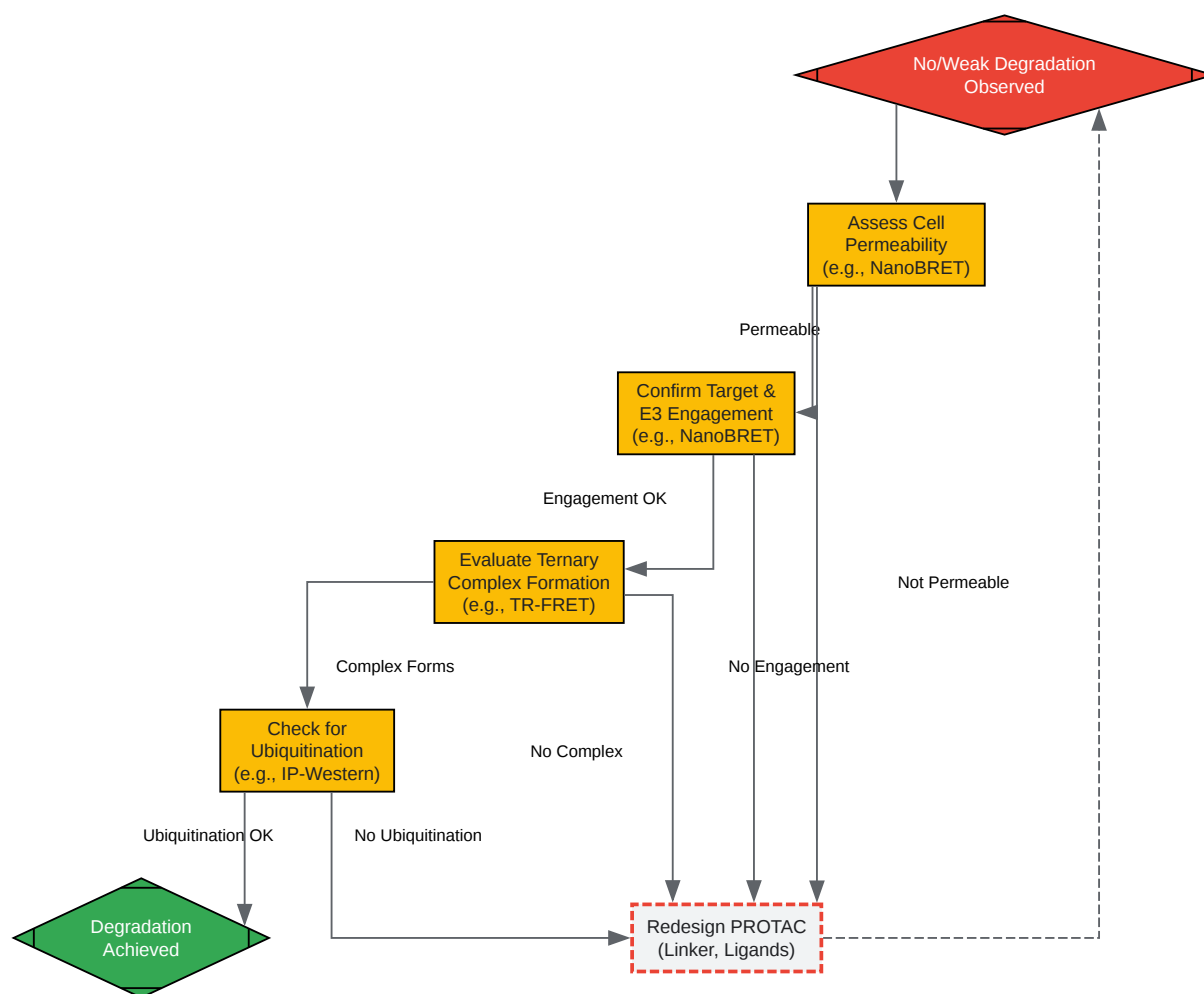 No/Weak Degradation
Observed
Assess Cell
Permeability
(e.g., NanoBRET)
Permeable
Confirm Target &
E3 Engagement
(e.g., NanoBRET)
Engagement OK
Evaluate Ternary
Complex Formation
(e.g., TR-FRET)
Not Permeable
Complex Forms
No Engagement
Check for
Ubiquitination
(e.g., IP-Western)
No Complex
Ubiquitination OK
No Ubiquitination
Degradation
Achieved
Redesign PROTAC
(Linker, Ligands)